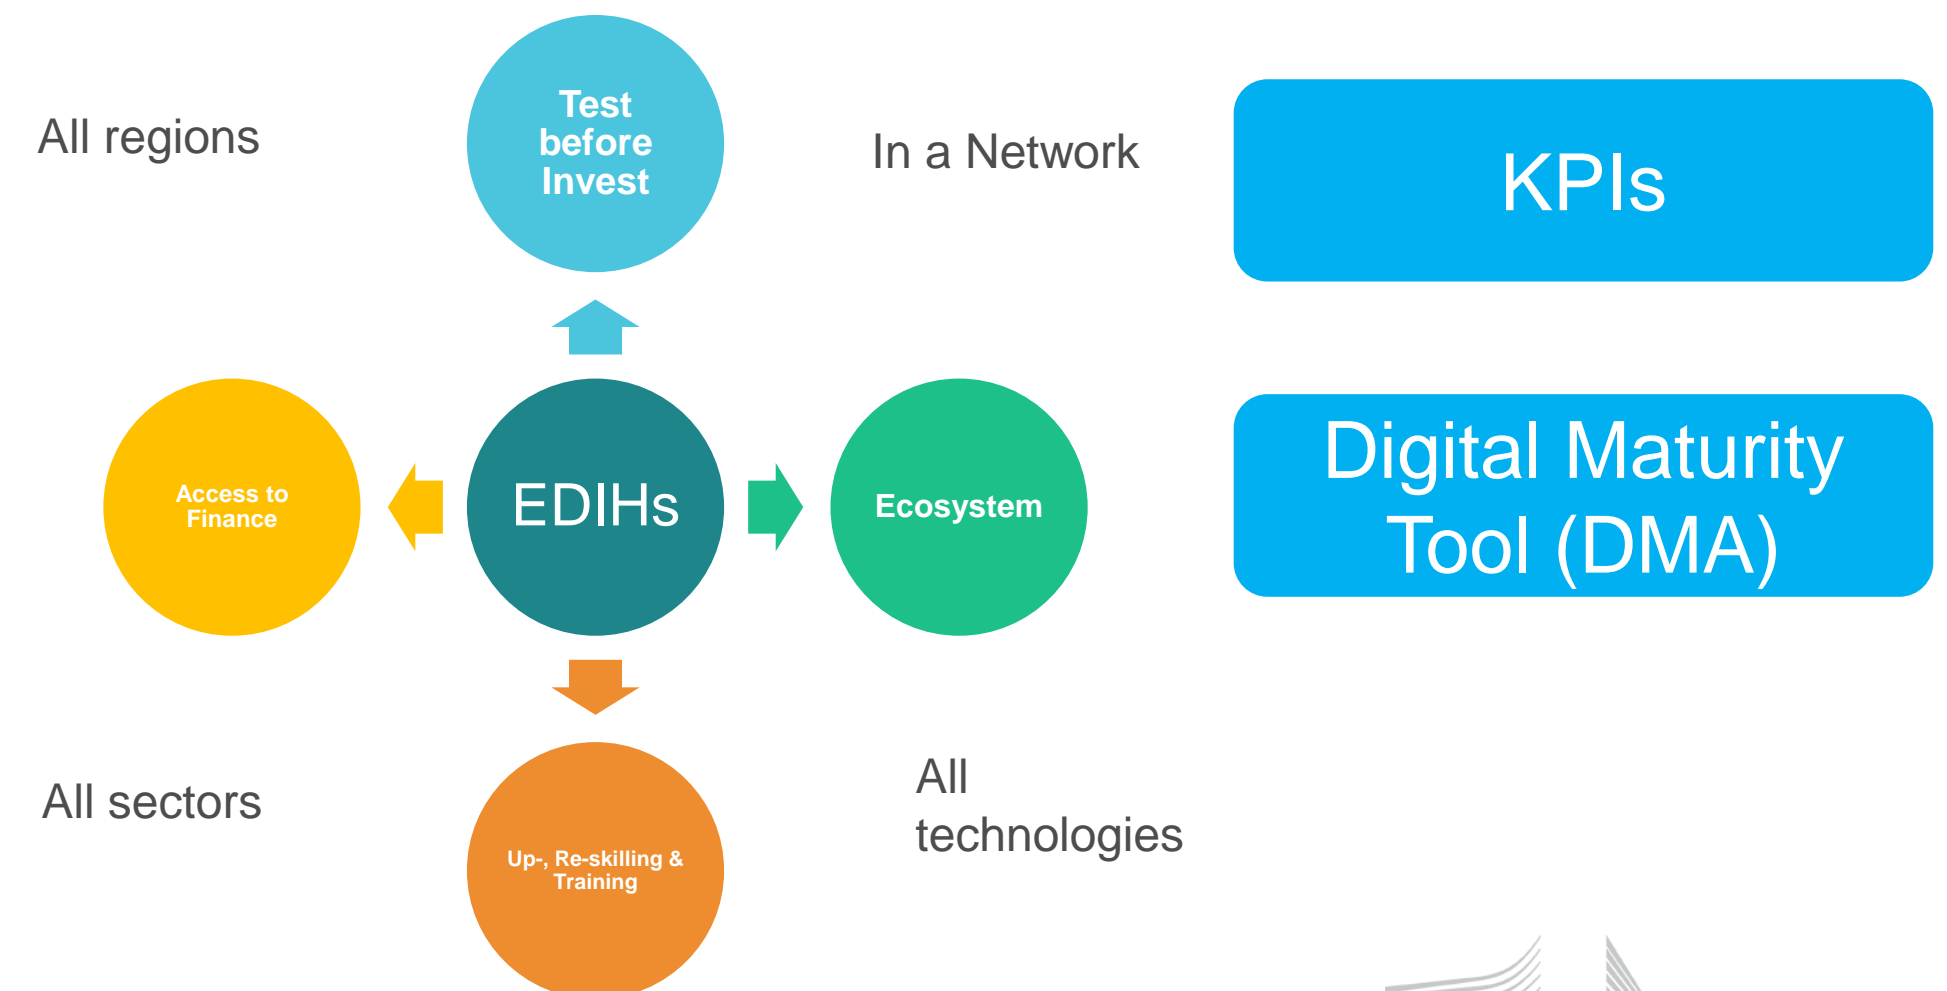 All regions
Test
before
Invest
In a Network
KPIs
Access to
Finance
EDIHs
Ecosystem
Digital Maturity
Tool (DMA)
All sectors
Up-, Re-skilling &
Training
All
technologies